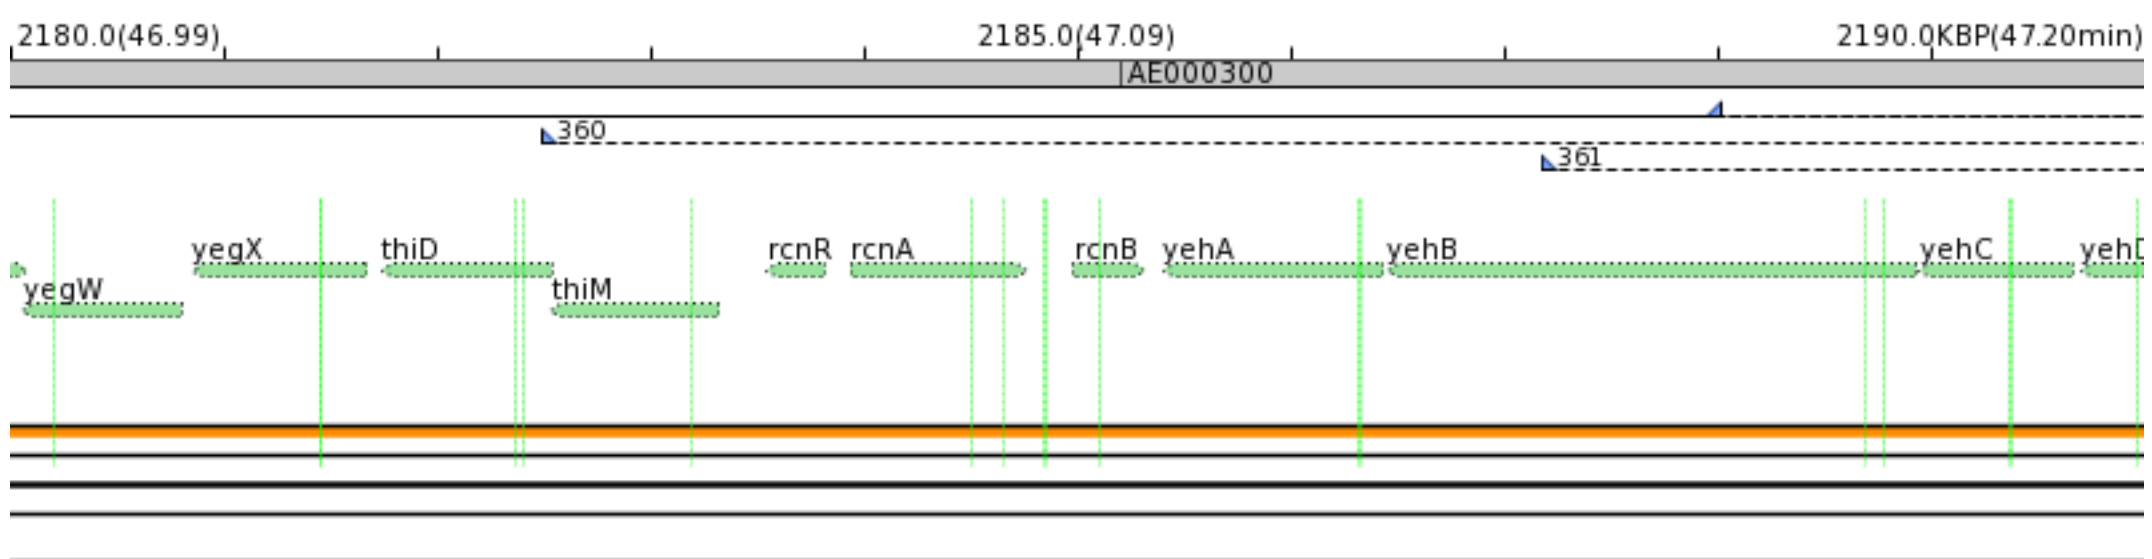 2180.0(46.99) 2185.0(47.09) 2190.0KBP(47.20min)
AE000300
360
361
yegX thiD rcnR rcnA rcnB yehA yehB yehC yehD
yegW thiM